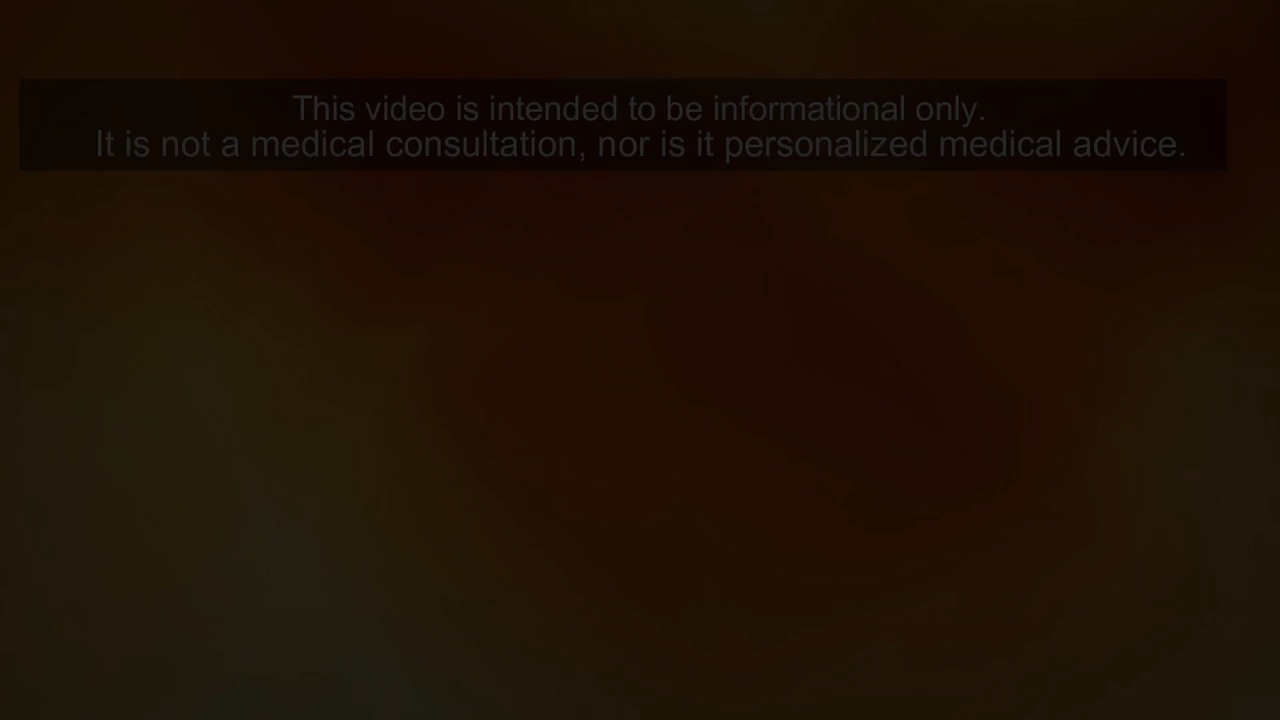 This video is intended to be informational only.
It is not a medical consultation, nor is it personalized medical advice.